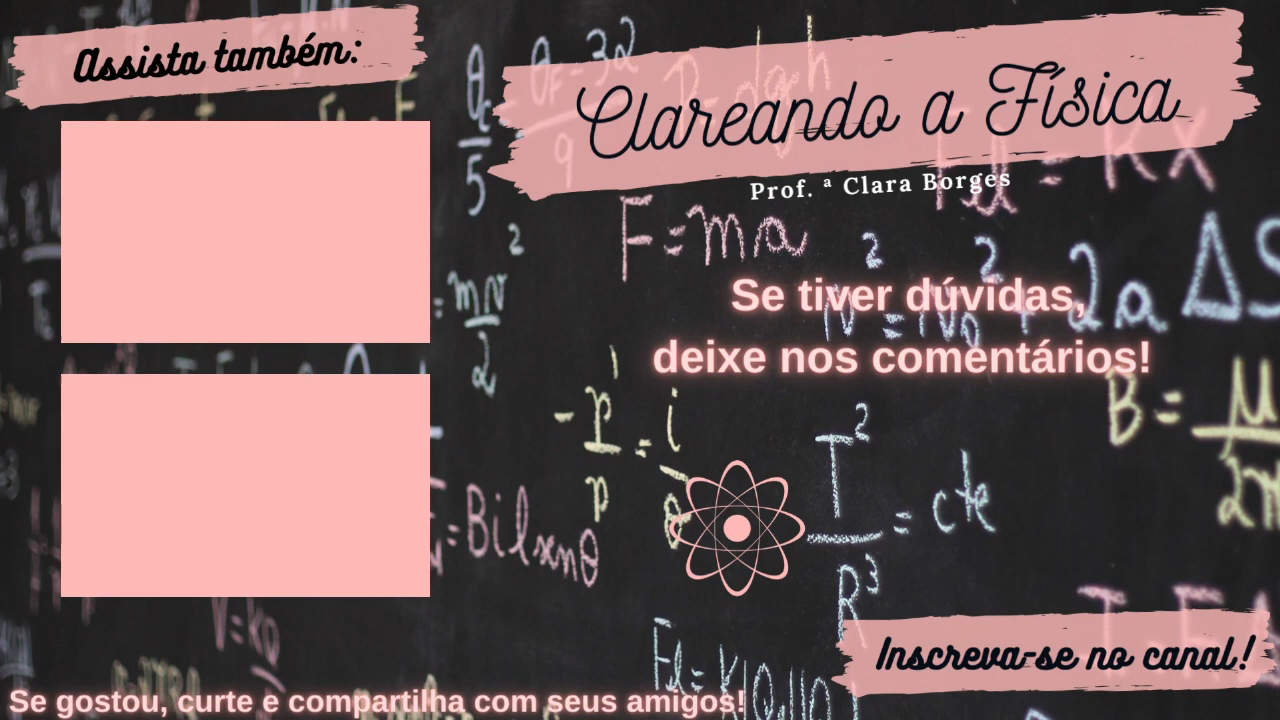 Assista também:
Clareando a Física
Prof. ª Clara Borges
F=ma
Se tiver dúvidas,
deixe nos comentários!
T²
= cte
R³
Se gostou, curte e compartilha com seus amigos!
Inscreva-se no canal!